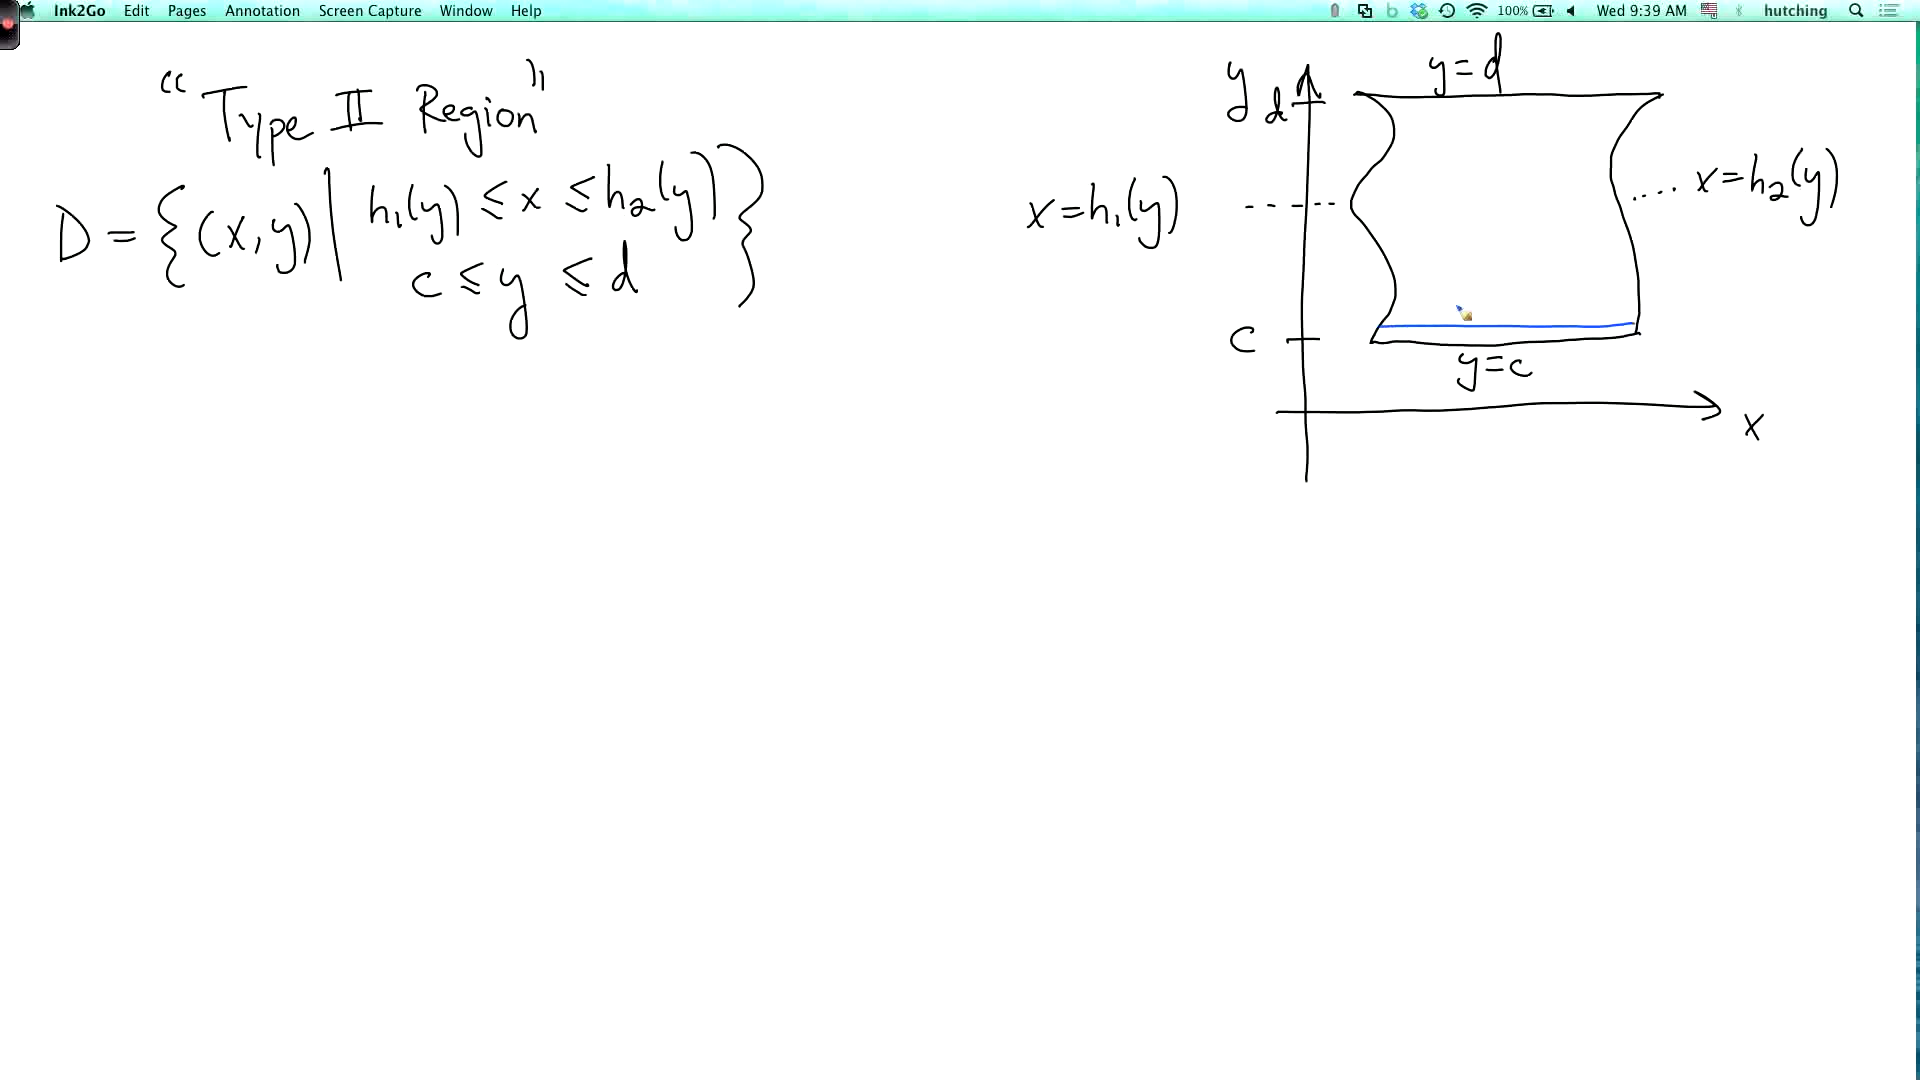 Ink2Go Edit Pages Annotation Screen Capture Window Help 100% Wed 9:39 AM hutching
"Type II Region"
D = {(x,y) | h₁(y) ≤ x ≤ h₂(y)
c ≤ y ≤ d }
y
d
y=d
x=h₁(y)
x=h₂(y)
c
y=c
x